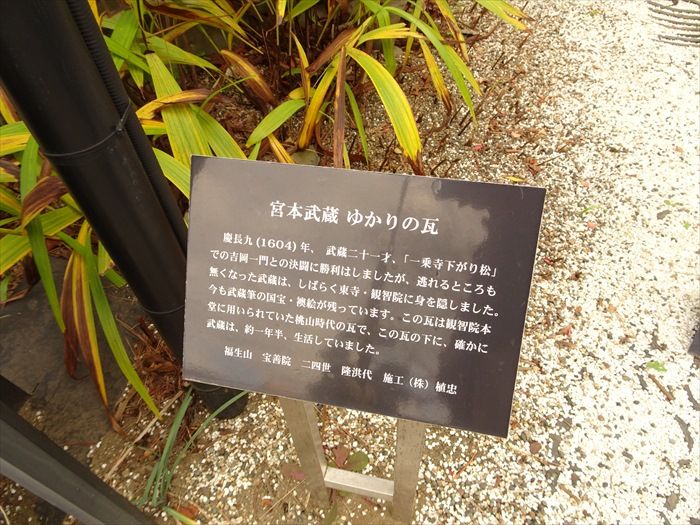 宮本武蔵 ゆかりの瓦
慶長九 (1604) 年、 武蔵二十一才、「一乗寺下がり松」
での吉岡一門との決闘に勝利はしましたが、逃れるところも
無くなった武蔵は、しばらく東寺・観智院に身を隠しました。
今も武蔵筆の国宝・襖絵が残っています。この瓦は観智院本
堂に用いられていた桃山時代の瓦で、この瓦の下に、確かに
武蔵は、約一年半、生活していました。
福生山 宝善院 二四世 隆洪代 施工 (株) 植忠